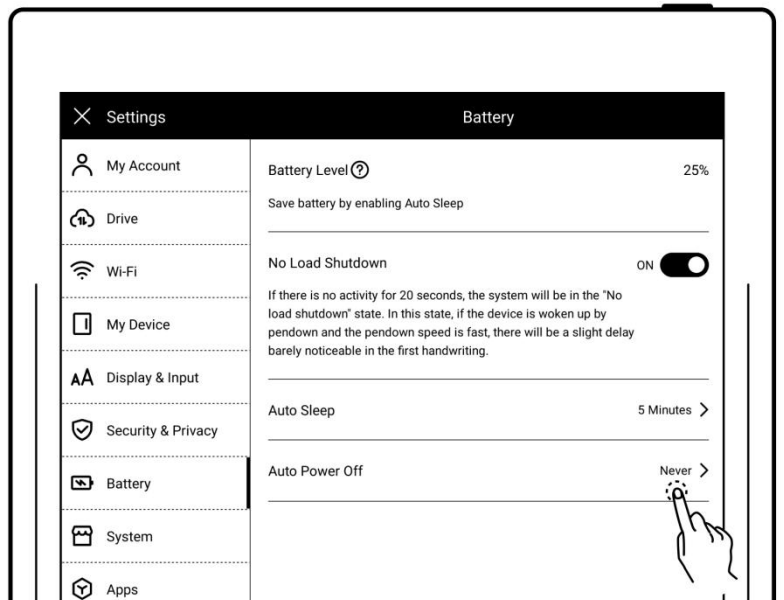 Settings
Battery
My Account
Drive
Wi-Fi
My Device
Display & Input
Security & Privacy
Battery
System
Apps
Battery Level
25%
Save battery by enabling Auto Sleep
No Load Shutdown
ON
If there is no activity for 20 seconds, the system will be in the "No
load shutdown" state. In this state, if the device is woken up by
pendown and the pendown speed is fast, there will be a slight delay
barely noticeable in the first handwriting.
Auto Sleep
5 Minutes
Auto Power Off
Never